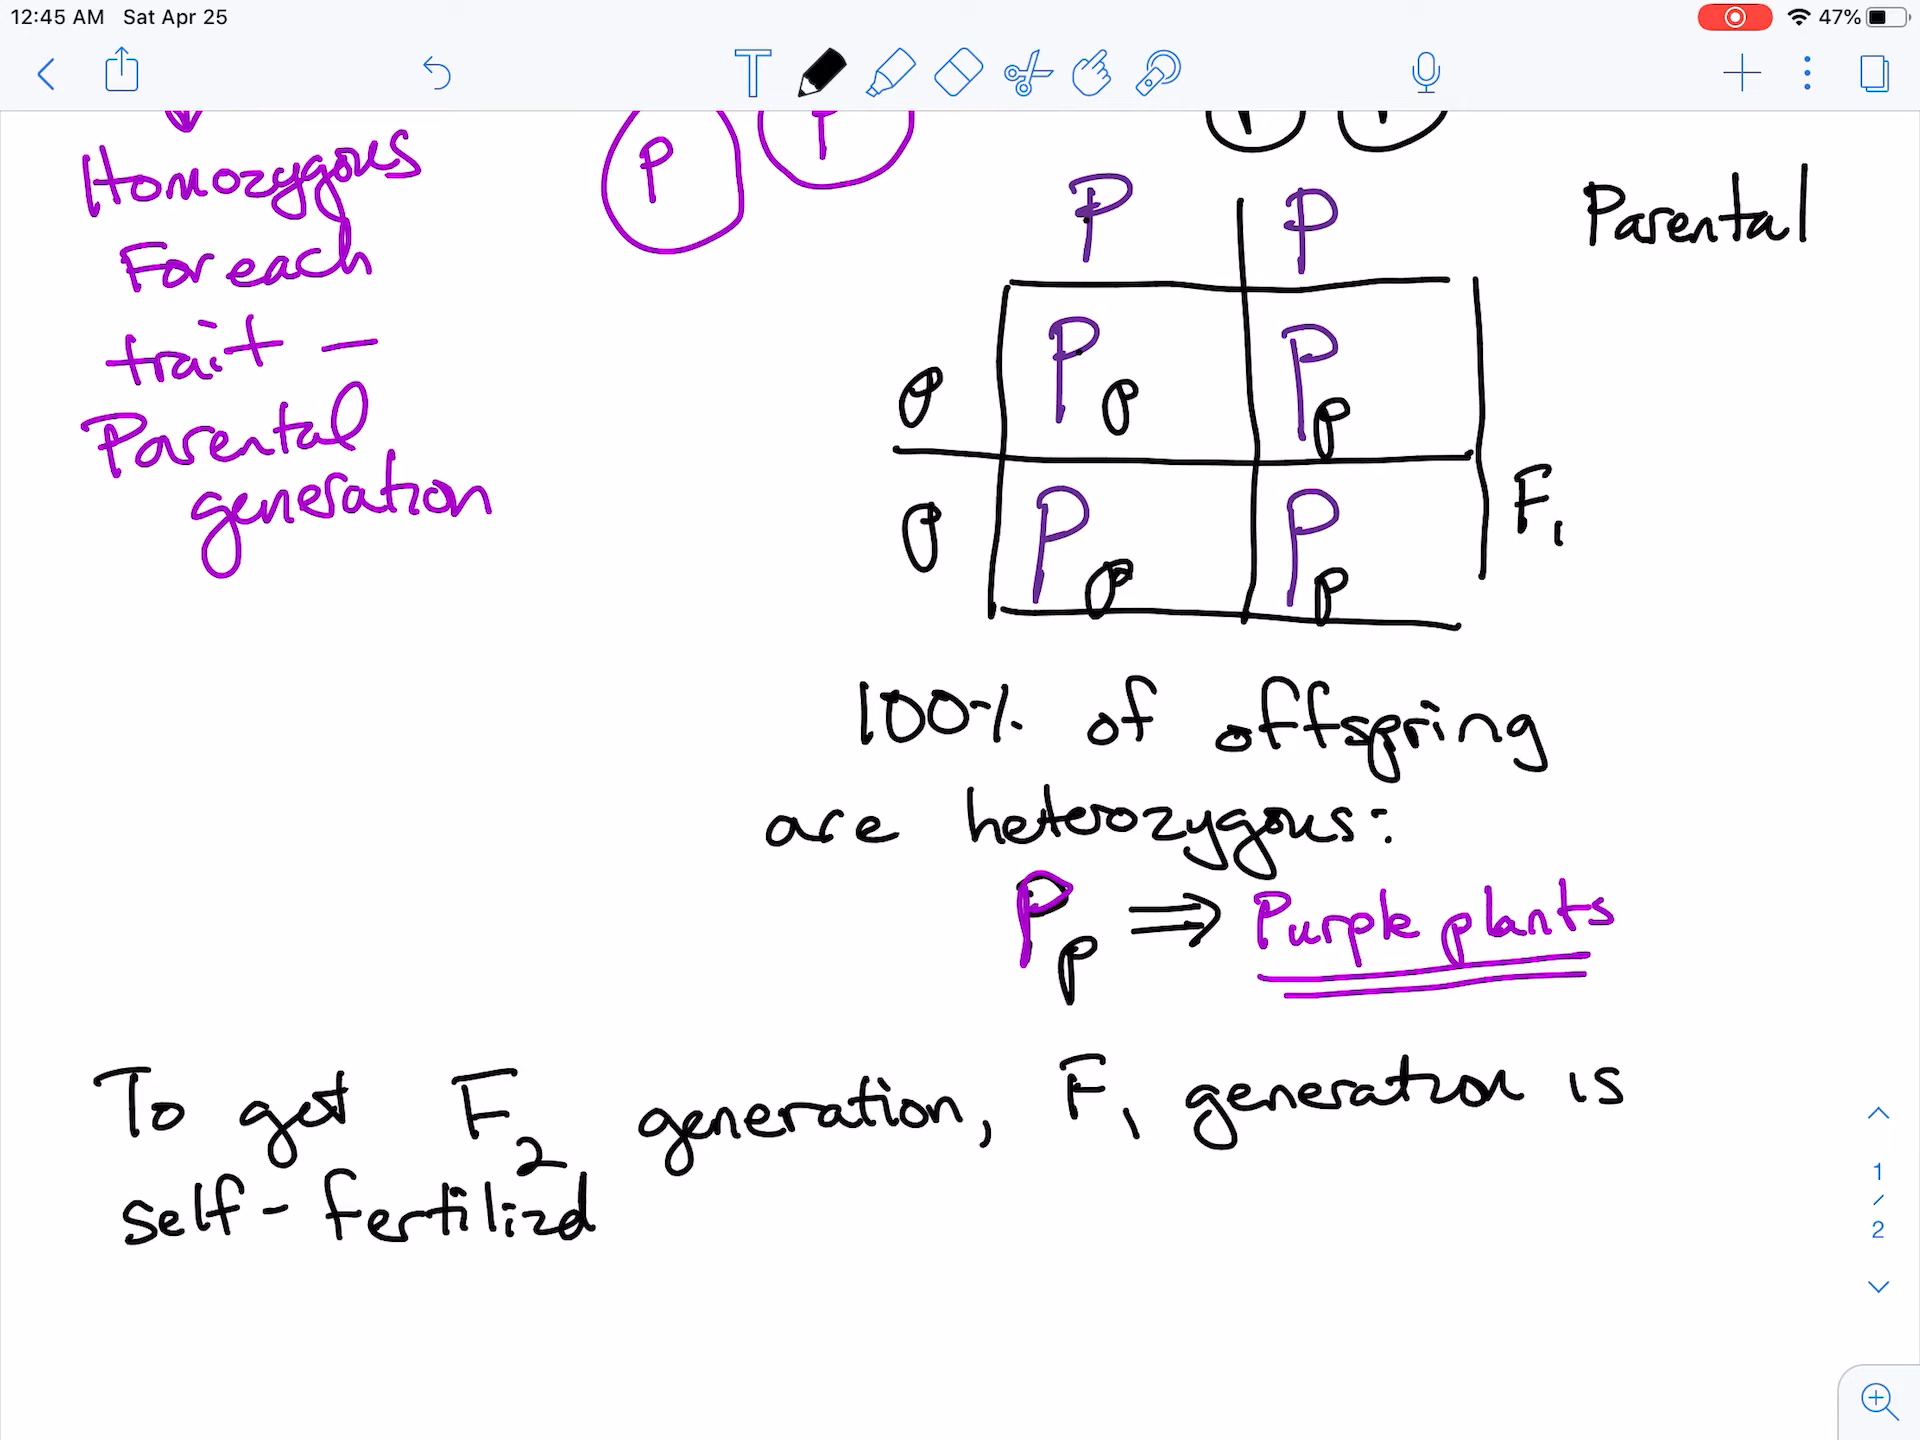 12:45 AM Sat Apr 25
47%
T
P
P
P P
Parental
Homozygous
For each
trait -
Parental
generation
p Pp Pp
p Pp Pp
F1
100% of offspring
are heterozygous:
Pp ⇒ Purple plants
To get F2 generation, F1 generation is
self-fertilizd
1
/
2